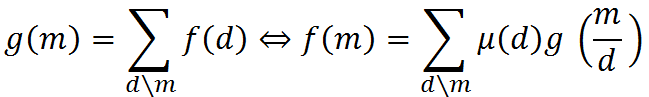 g(m) = ∑_{d\m} f(d) ⇔ f(m) = ∑_{d\m} μ(d)g (m/d)